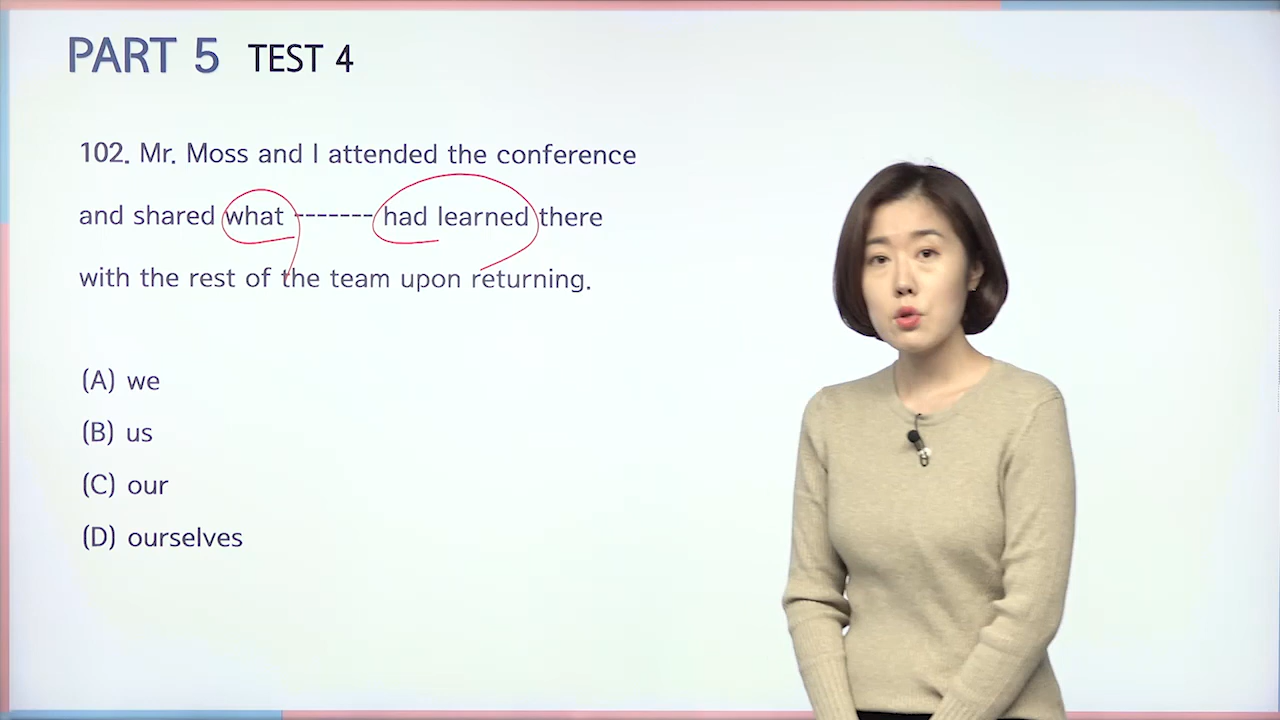 PART 5 TEST 4
102. Mr. Moss and I attended the conference
and shared what ------- had learned there
with the rest of the team upon returning.
(A) we
(B) us
(C) our
(D) ourselves